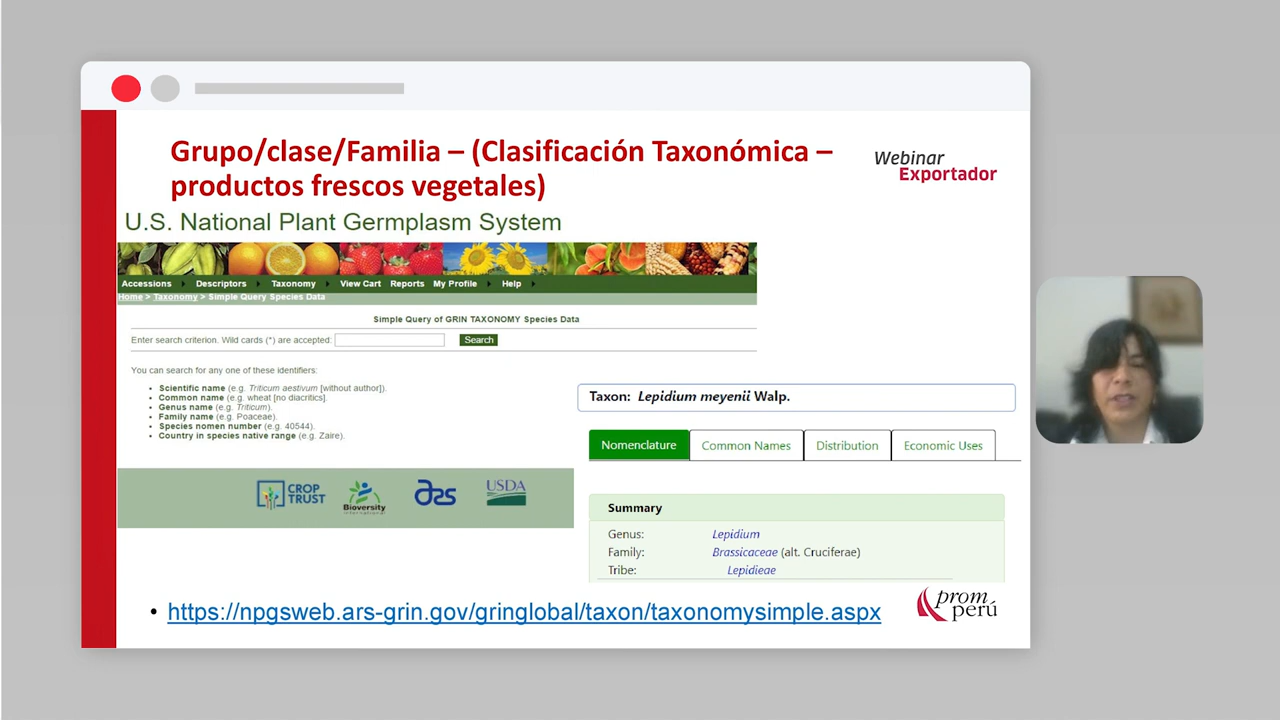 Grupo/clase/Familia – (Clasificación Taxonómica –
productos frescos vegetales)
Webinar
Exportador
U.S. National Plant Germplasm System
Accessions Descriptors Taxonomy View Cart Reports My Profile Help
Home > Taxonomy > Simple Query Species Data
Simple Query of GRIN TAXONOMY Species Data
Enter search criterion. Wild cards (*) are accepted: Search
You can search for any one of these identifiers:
• Scientific name (e.g. Triticum aestivum [without author]).
• Common name (e.g. wheat [no diacritics].
• Genus name (e.g. Triticum).
• Family name (e.g. Poaceae).
• Species nomen number (e.g. 40544).
• Country in species native range (e.g. Zaire).
CROP
TRUST
Bioversity
International
ars
USDA
Taxon: Lepidium meyenii Walp.
Nomenclature Common Names Distribution Economic Uses
Summary
Genus: Lepidium
Family: Brassicaceae (alt. Cruciferae)
Tribe: Lepidieae
• https://npgsweb.ars-grin.gov/gringlobal/taxon/taxonomysimple.aspx
prom
perú